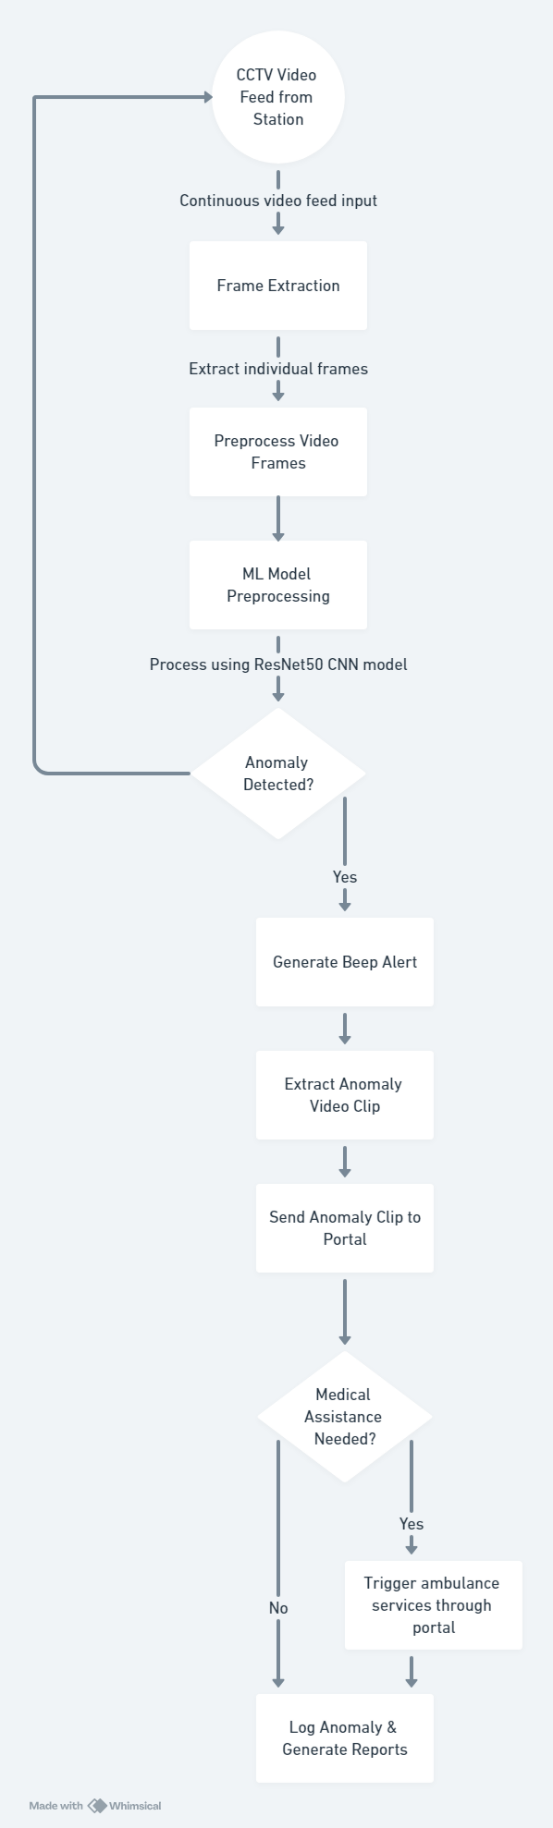 CCTV Video
Feed from
Station
Continuous video feed input
Frame Extraction
Extract individual frames
Preprocess Video
Frames
ML Model
Preprocessing
Process using ResNet50 CNN model
Anomaly
Detected?
Yes
Generate Beep Alert
Extract Anomaly
Video Clip
Send Anomaly Clip to
Portal
Medical
Assistance
Needed?
Yes
Trigger ambulance
services through
portal
No
Log Anomaly &
Generate Reports
Made with Whimsical